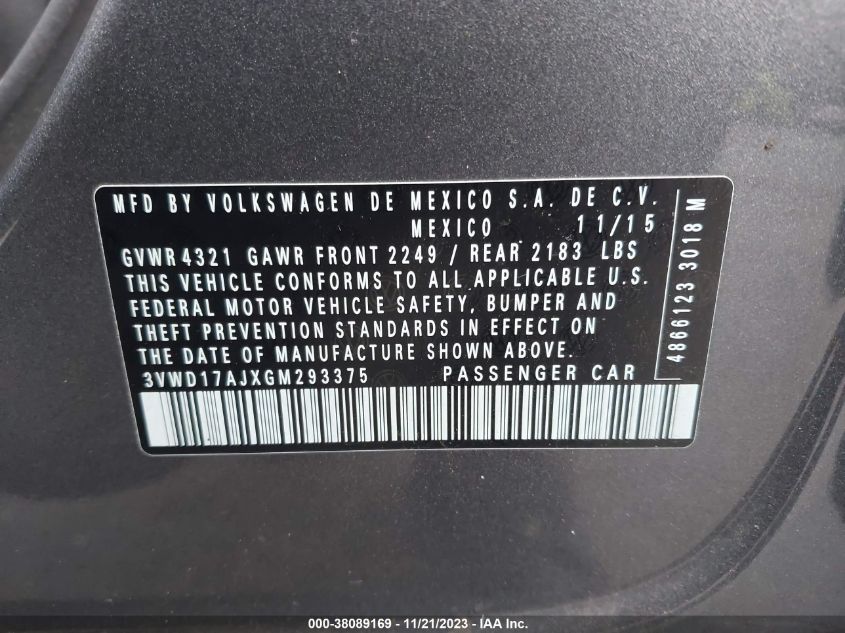 MFD BY VOLKSWAGEN DE MEXICO S.A. DE C.V.
MEXICO 11/15
GVWR 4321 GAWR FRONT 2249 / REAR 2183 LBS
THIS VEHICLE CONFORMS TO ALL APPLICABLE U.S.
FEDERAL MOTOR VEHICLE SAFETY, BUMPER AND
THEFT PREVENTION STANDARDS IN EFFECT ON
THE DATE OF MANUFACTURE SHOWN ABOVE.
3VWD17AJXGM293375 PASSENGER CAR
4866123 3018 M
000-38089169 - 11/21/2023 - IAA Inc.